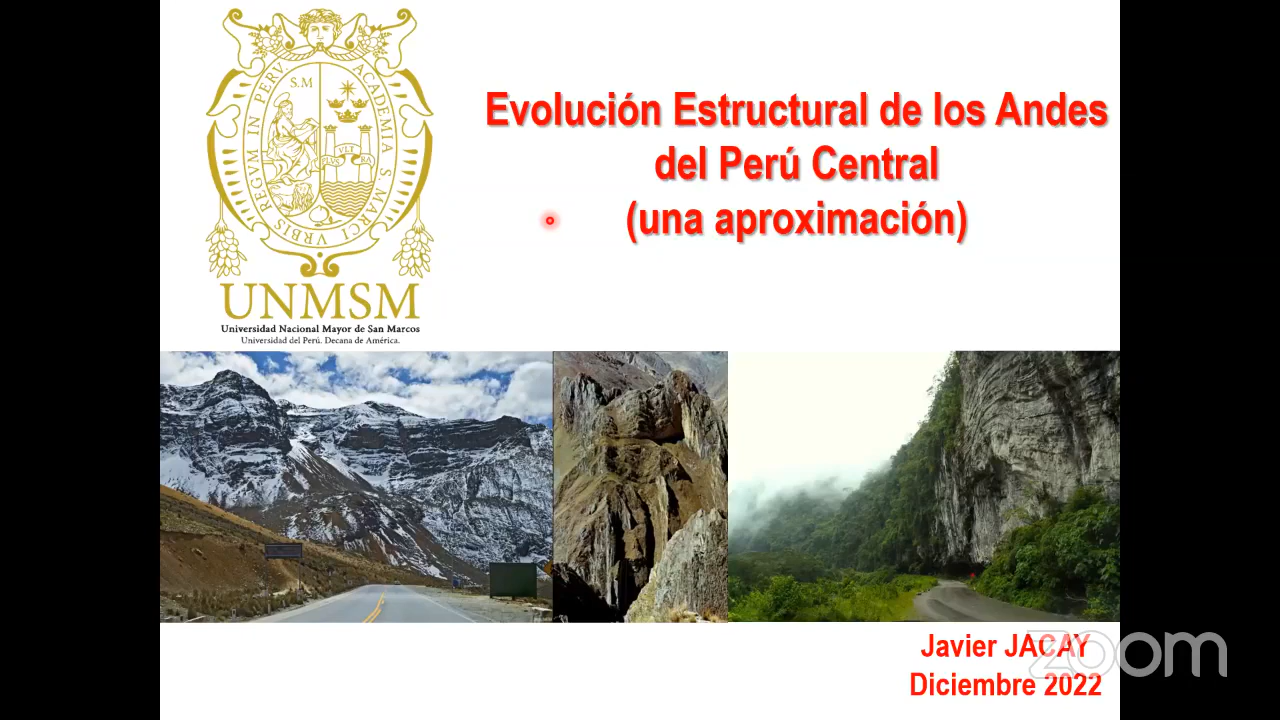 S.M
ACADEMIA S. MARCI VRBIS REGVM IN PERV.
PLVS VLT RA
UNMSM
Universidad Nacional Mayor de San Marcos
Universidad del Perú. Decana de América.
Evolución Estructural de los Andes
del Perú Central
(una aproximación)
Javier JACAY
Diciembre 2022
zoom